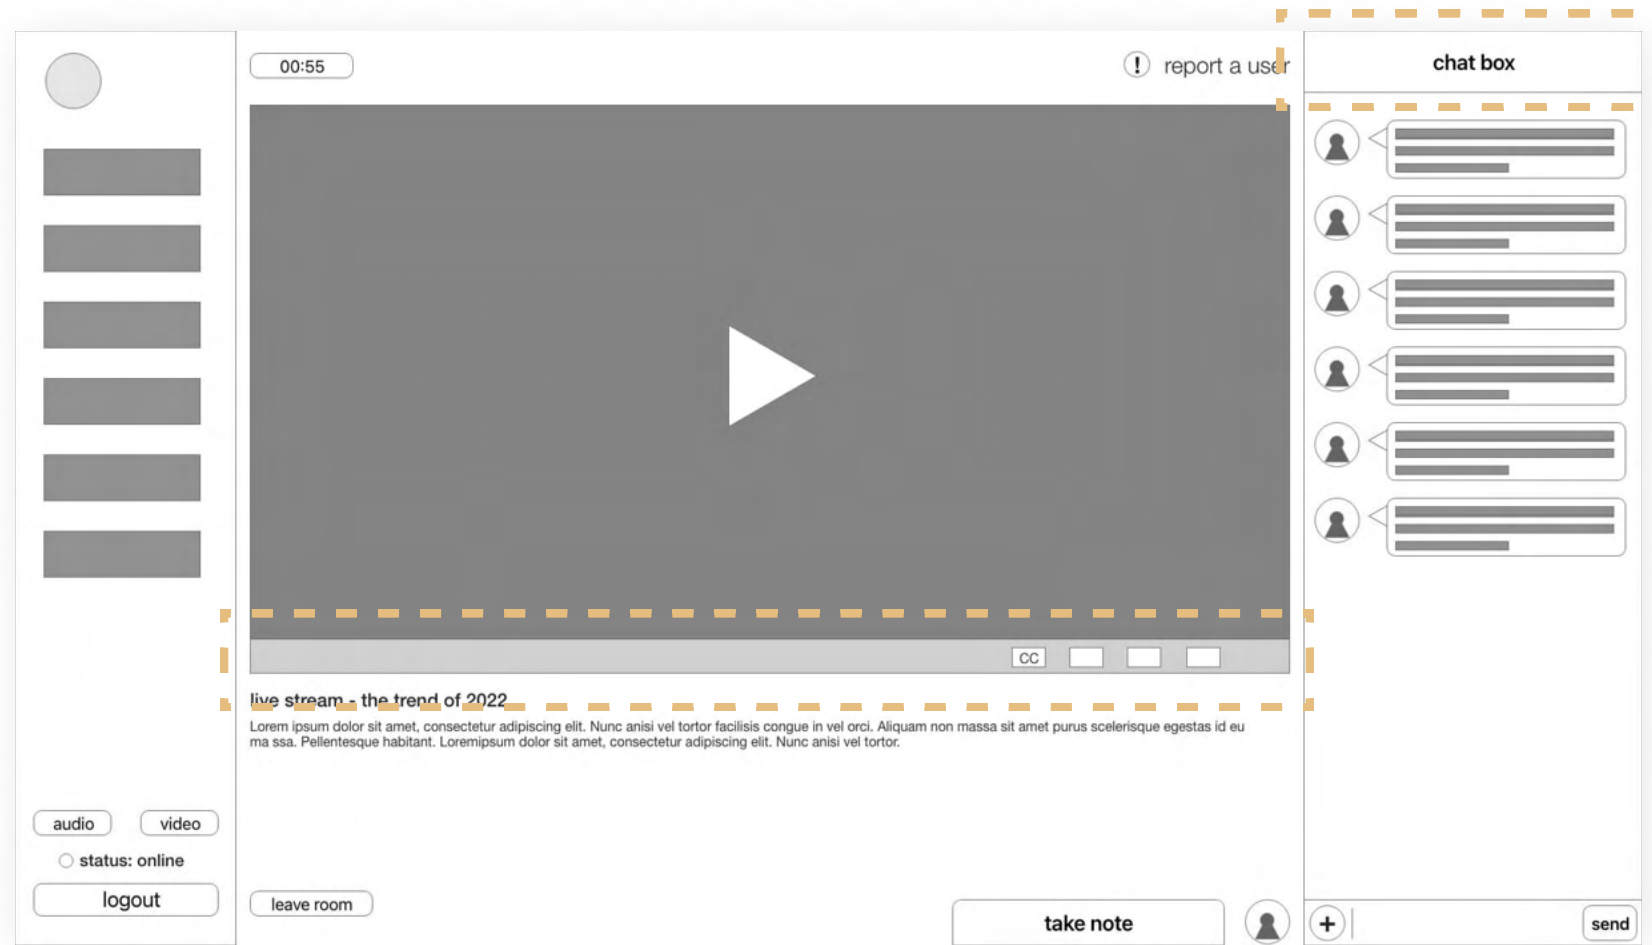 00:55
! report a user
chat box
CC
live stream - the trend of 2022
Lorem ipsum dolor sit amet, consectetur adipiscing elit. Nunc anisi vel tortor facilisis congue in vel orci. Aliquam non massa sit amet purus scelerisque egestas id eu
ma ssa. Pellentesque habitant. Loremipsum dolor sit amet, consectetur adipiscing elit. Nunc anisi vel tortor.
audio
video
status: online
logout
leave room
take note
+
send